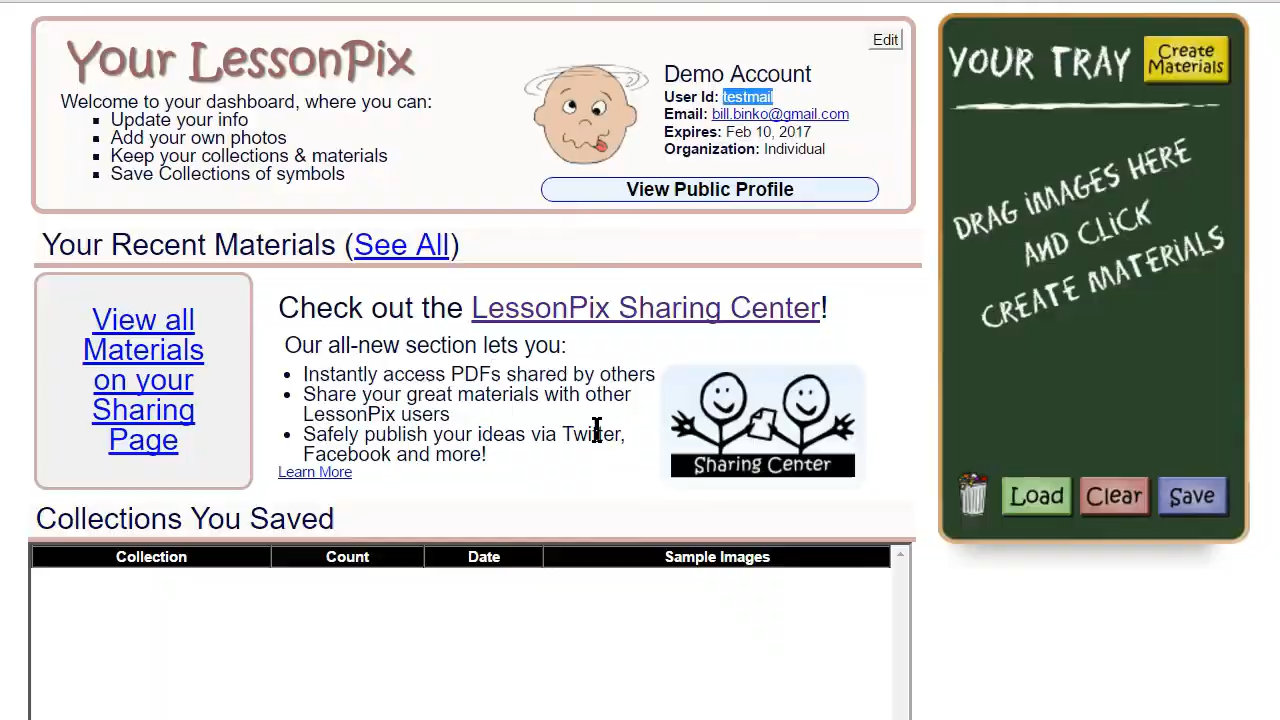 Your LessonPix
Welcome to your dashboard, where you can:
Update your info
Add your own photos
Keep your collections & materials
Save Collections of symbols
Edit
Demo Account
User Id: testmail
Email: bill.binko@gmail.com
Expires: Feb 10, 2017
Organization: Individual
View Public Profile
Your Recent Materials (See All)
View all
Materials
on your
Sharing
Page
Check out the LessonPix Sharing Center!
Our all-new section lets you:
Instantly access PDFs shared by others
Share your great materials with other
LessonPix users
Safely publish your ideas via Twitter,
Facebook and more!
Learn More
Sharing Center
Collections You Saved
Collection Count Date Sample Images
YOUR TRAY
Create
Materials
DRAG IMAGES HERE
AND CLICK
CREATE MATERIALS
Load Clear Save